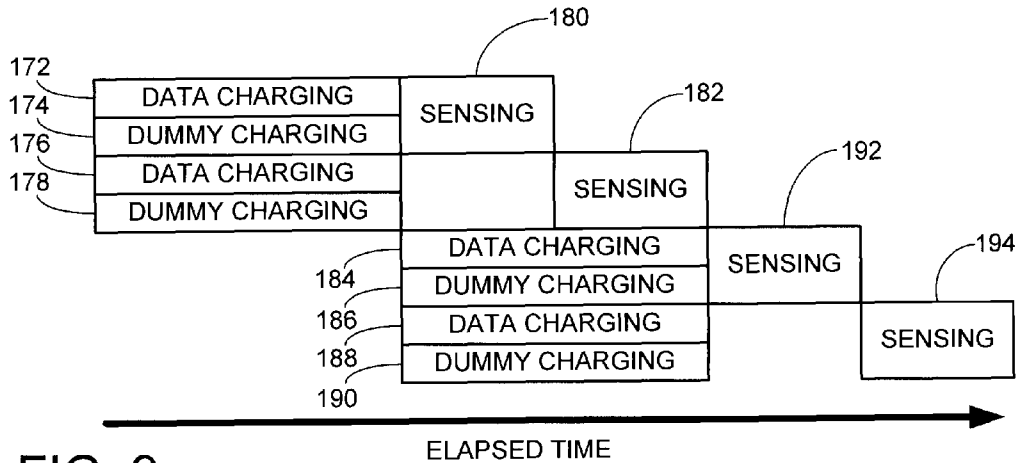 180
172
DATA CHARGING
SENSING
182
174
DUMMY CHARGING
176
DATA CHARGING
SENSING
192
178
DUMMY CHARGING
184
DATA CHARGING
SENSING
194
186
DUMMY CHARGING
188
DATA CHARGING
SENSING
190
DUMMY CHARGING
ELAPSED TIME